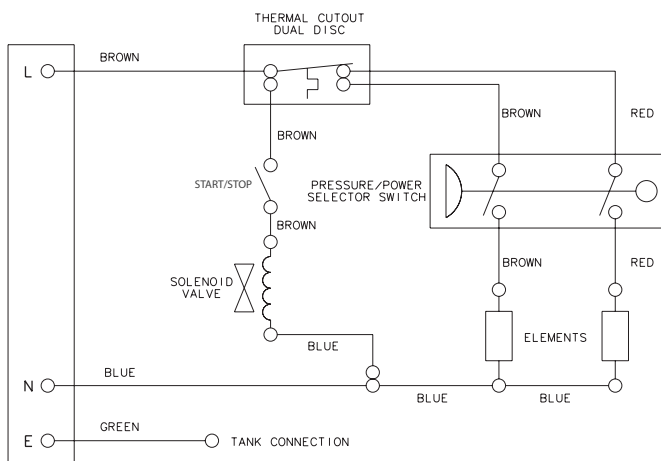 THERMAL CUTOUT
DUAL DISC
BROWN
L
BROWN
BROWN
RED
START/STOP
PRESSURE/POWER
SELECTOR SWITCH
BROWN
SOLENOID
VALVE
BROWN
RED
ELEMENTS
BLUE
N
BLUE
BLUE
BLUE
GREEN
E
TANK CONNECTION